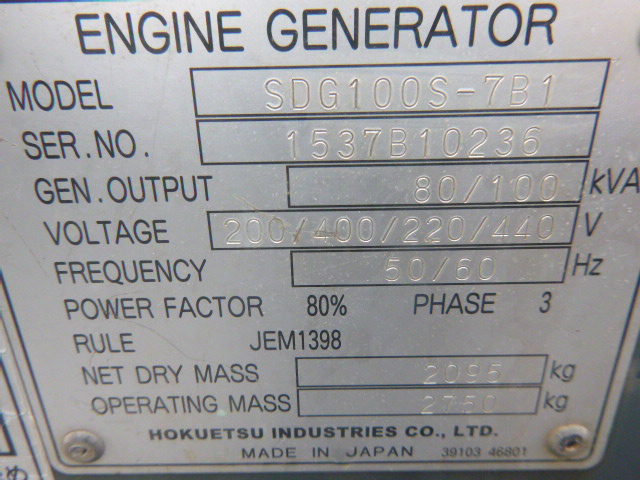 ENGINE GENERATOR
MODEL SDG100S-7B1
SER.NO. 1537B10236
GEN.OUTPUT 80/100 kVA
VOLTAGE 200/400/220/440 V
FREQUENCY 50/60 Hz
POWER FACTOR 80% PHASE 3
RULE JEM1398
NET DRY MASS 2095 kg
OPERATING MASS 2750 kg
HOKUETSU INDUSTRIES CO., LTD.
MADE IN JAPAN 39103 46801